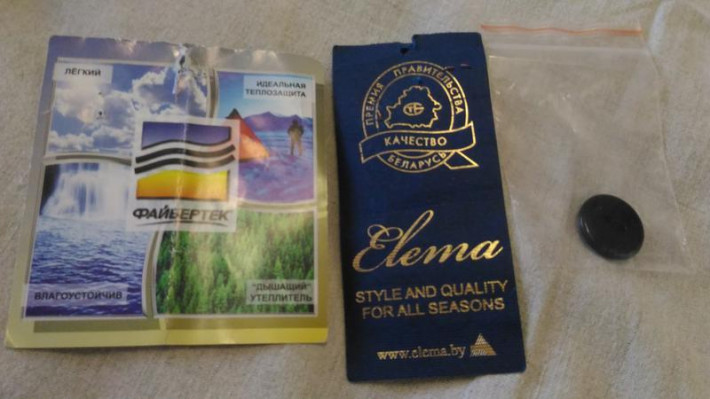 ЛЁГКИЙ
ИДЕАЛЬНАЯ
ТЕПЛОЗАЩИТА
ФАЙБЕРТЕК
ВЛАГОУСТОЙЧИВ
"ДЫШАЩИЙ"
УТЕПЛИТЕЛЬ
ПРЕМИЯ ПРАВИТЕЛЬСТВА
КАЧЕСТВО
БЕЛАРУСЬ
Elema
STYLE AND QUALITY
FOR ALL SEASONS
www.elema.by